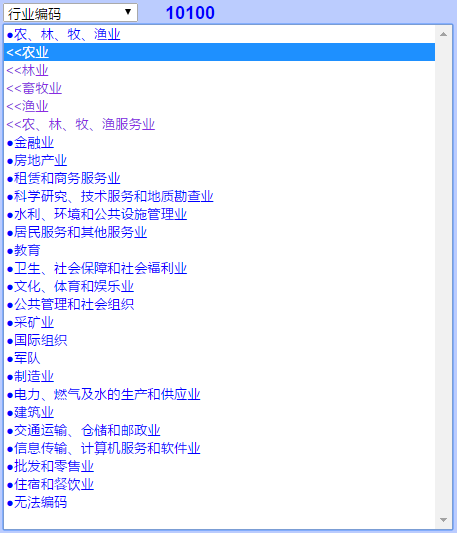 行业编码 10100
●农、林、牧、渔业
<<农业
<<林业
<<畜牧业
<<渔业
<<农、林、牧、渔服务业
●金融业
●房地产业
●租赁和商务服务业
●科学研究、技术服务和地质勘查业
●水利、环境和公共设施管理业
●居民服务和其他服务业
●教育
●卫生、社会保障和社会福利业
●文化、体育和娱乐业
●公共管理和社会组织
●采矿业
●国际组织
●军队
●制造业
●电力、燃气及水的生产和供应业
●建筑业
●交通运输、仓储和邮政业
●信息传输、计算机服务和软件业
●批发和零售业
●住宿和餐饮业
●无法编码